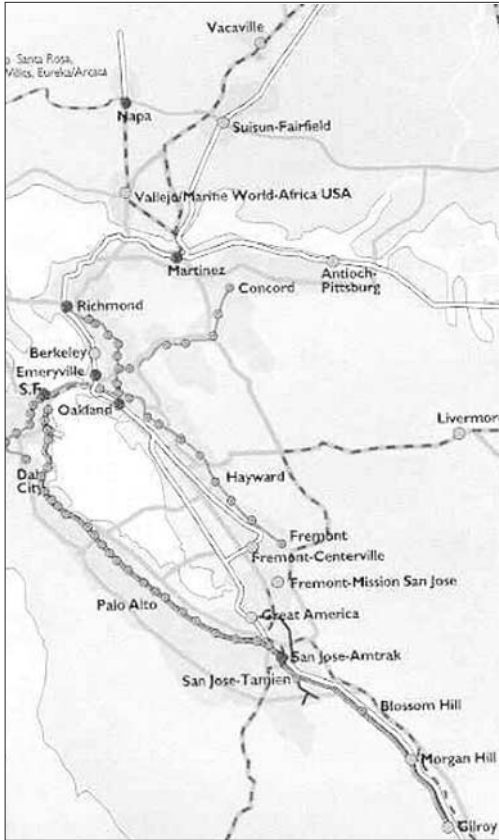 Vacaville
o Santa Rosa,
Willits, Eureka/Arcata
Napa
Suisun-Fairfield
Vallejo/Marine World-Africa USA
Martinez
Antioch-
Pittsburg
Concord
Richmond
Berkeley
Emeryville
S.F.
Oakland
Livermore
Daly
City
Hayward
Fremont
Fremont-Centerville
Fremont-Mission San Jose
Palo Alto
Great America
San Jose-Amtrak
San Jose-Tamien
Blossom Hill
Morgan Hill
Gilroy